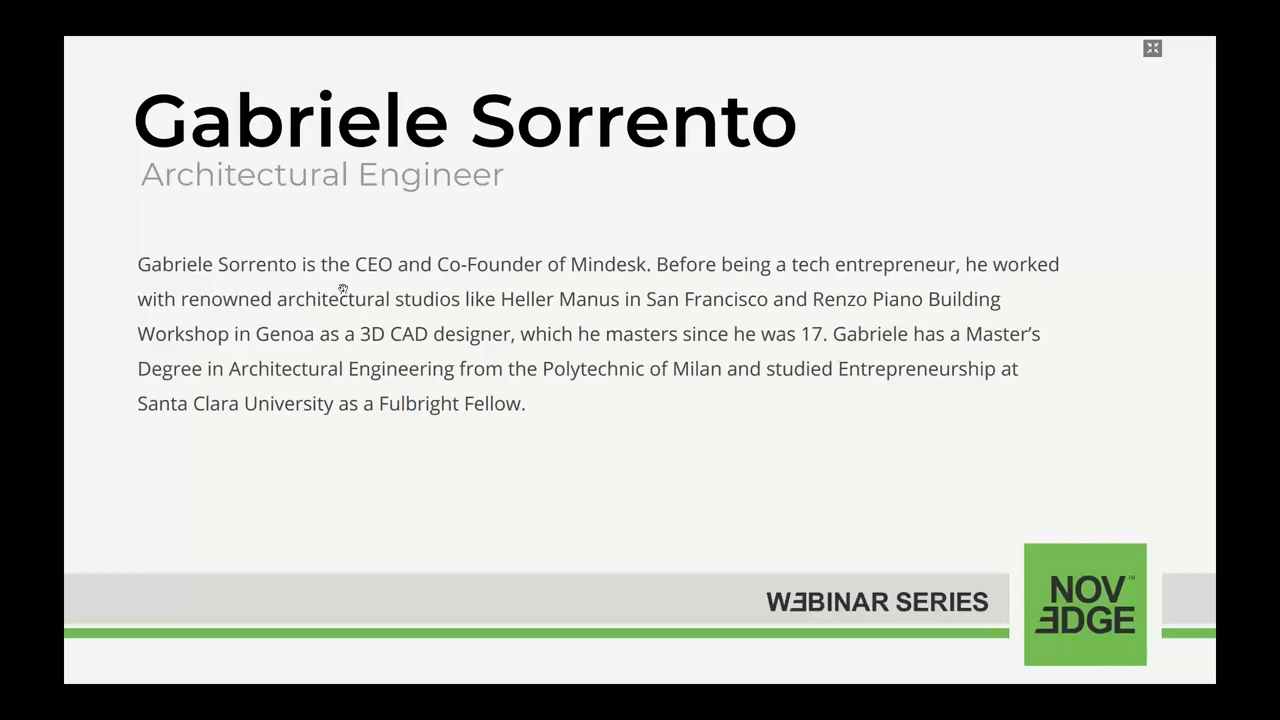 Gabriele Sorrento
Architectural Engineer
Gabriele Sorrento is the CEO and Co-Founder of Mindesk. Before being a tech entrepreneur, he worked
with renowned architectural studios like Heller Manus in San Francisco and Renzo Piano Building
Workshop in Genoa as a 3D CAD designer, which he masters since he was 17. Gabriele has a Master’s
Degree in Architectural Engineering from the Polytechnic of Milan and studied Entrepreneurship at
Santa Clara University as a Fulbright Fellow.
WEBINAR SERIES
NOV™
EDGE